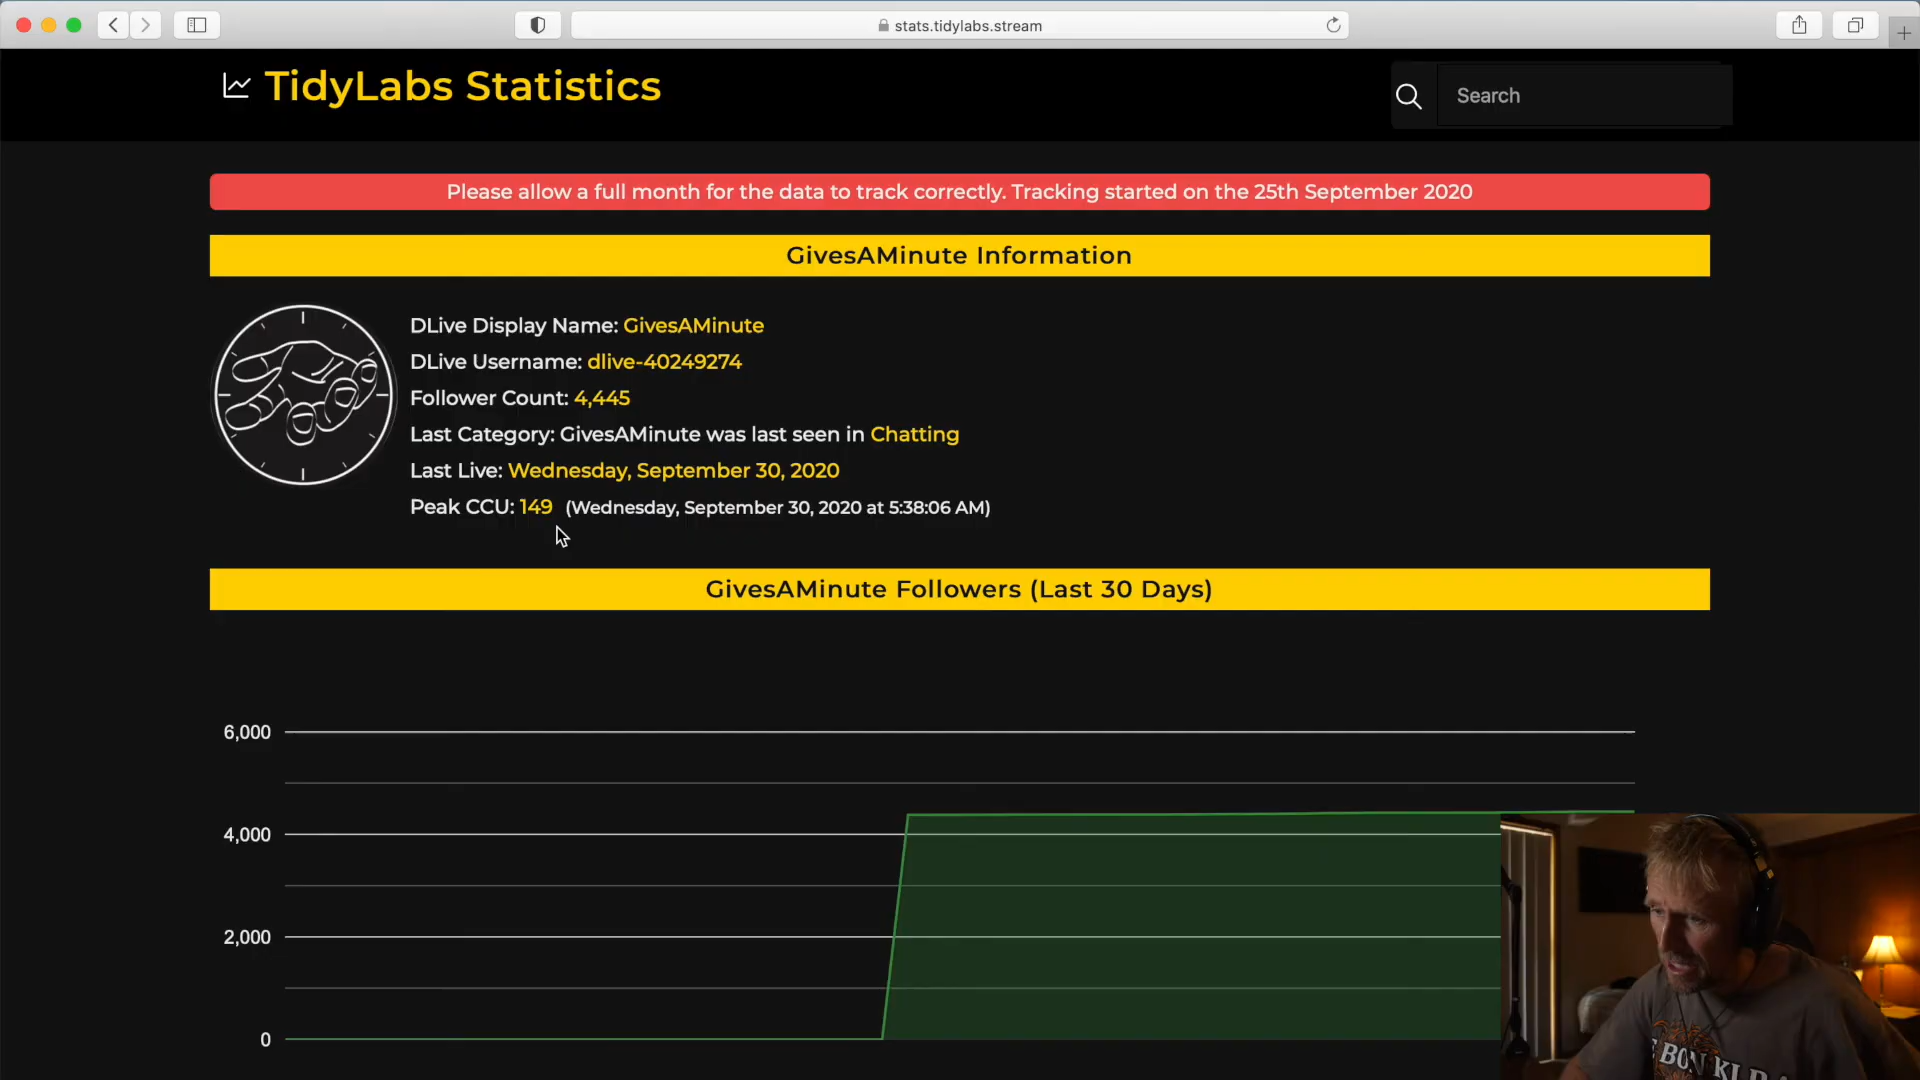 stats.tidylabs.stream
TidyLabs Statistics
Search
Please allow a full month for the data to track correctly. Tracking started on the 25th September 2020
GivesAMinute Information
DLive Display Name: GivesAMinute
DLive Username: dlive-40249274
Follower Count: 4,445
Last Category: GivesAMinute was last seen in Chatting
Last Live: Wednesday, September 30, 2020
Peak CCU: 149 (Wednesday, September 30, 2020 at 5:38:06 AM)
GivesAMinute Followers (Last 30 Days)
6,000
4,000
2,000
0